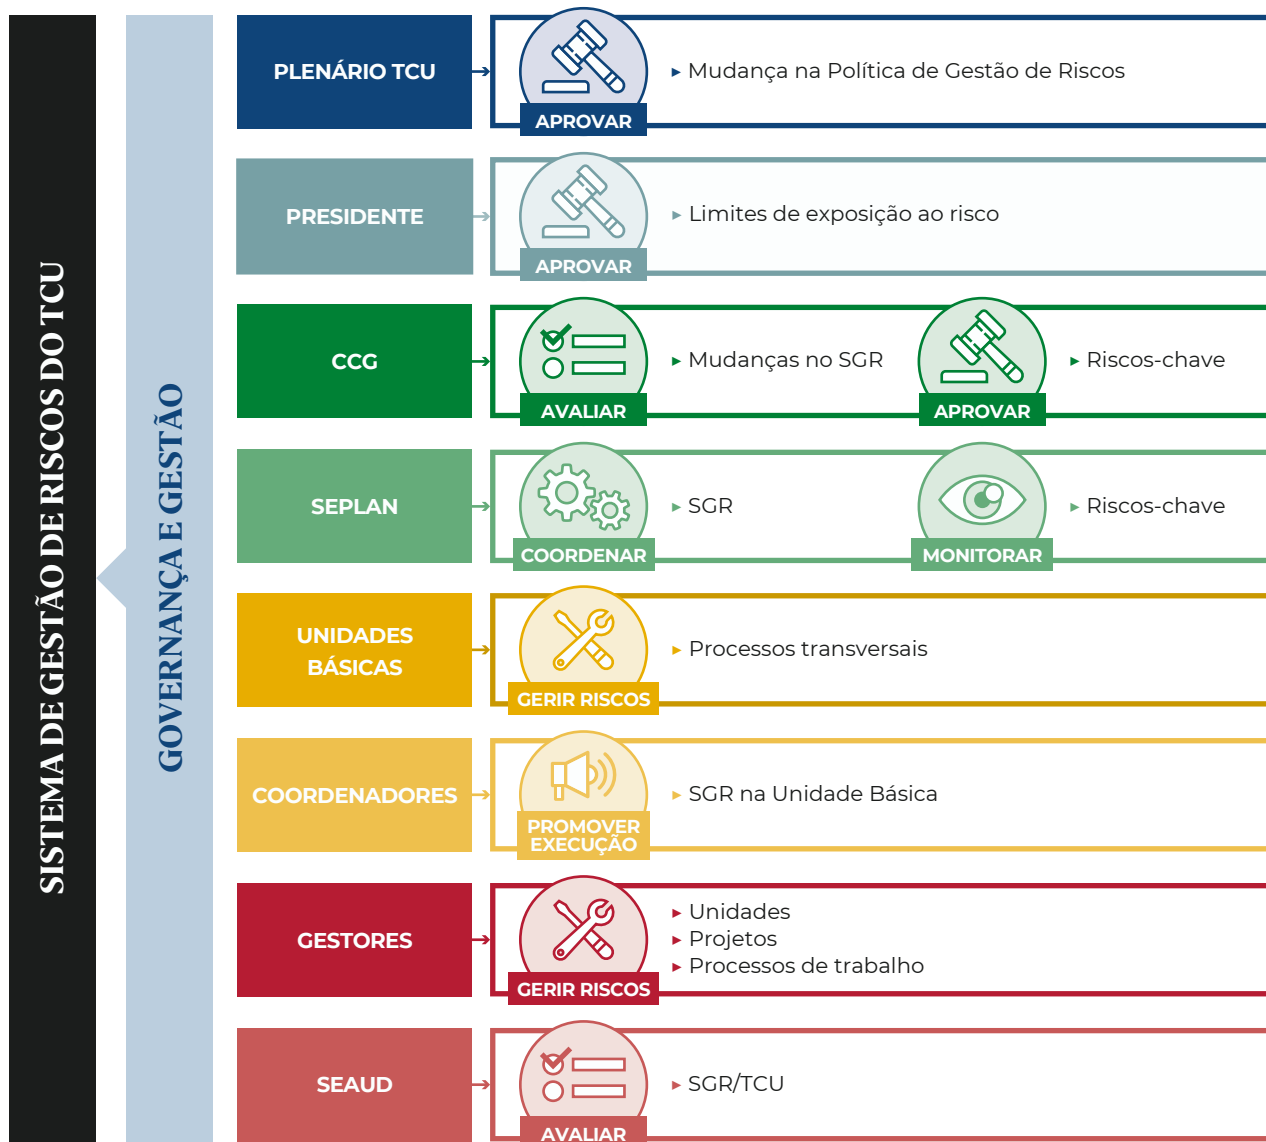 SISTEMA DE GESTÃO DE RISCOS DO TCU
GOVERNANÇA E GESTÃO
PLENÁRIO TCU
APROVAR
▸ Mudança na Política de Gestão de Riscos
PRESIDENTE
APROVAR
▸ Limites de exposição ao risco
CCG
AVALIAR
▸ Mudanças no SGR
APROVAR
▸ Riscos-chave
SEPLAN
COORDENAR
▸ SGR
MONITORAR
▸ Riscos-chave
UNIDADES
BÁSICAS
GERIR RISCOS
▸ Processos transversais
COORDENADORES
PROMOVER
EXECUÇÃO
▸ SGR na Unidade Básica
GESTORES
GERIR RISCOS
▸ Unidades
▸ Projetos
▸ Processos de trabalho
SEAUD
AVALIAR
▸ SGR/TCU